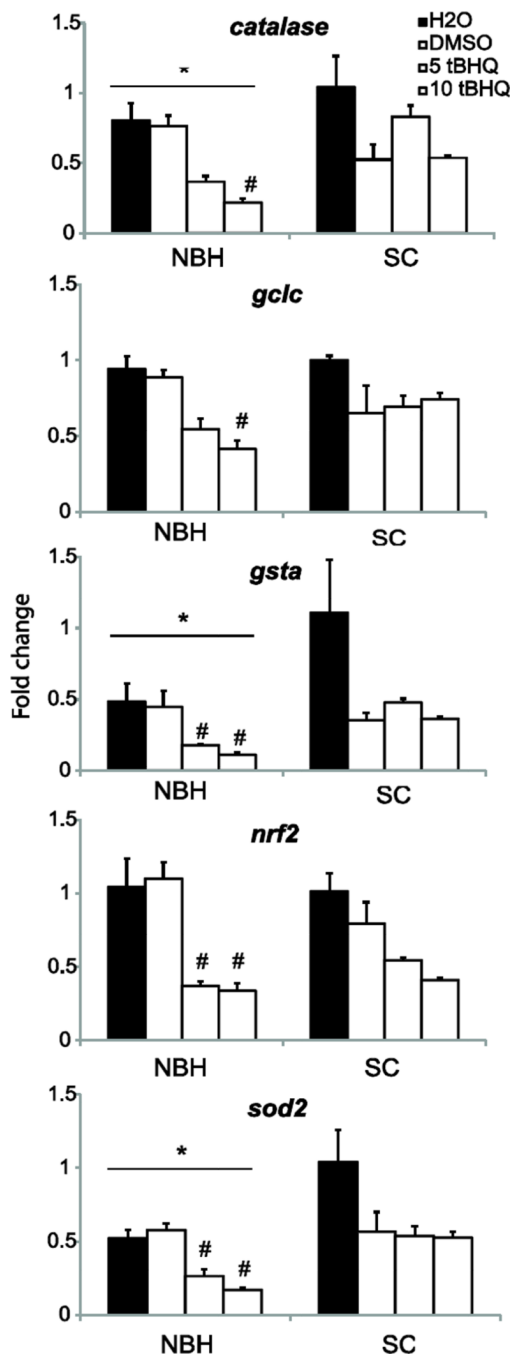 catalase
H2O
DMSO
5 tBHQ
10 tBHQ
1.5
1
0.5
0
*
#
NBH SC
gclc
1.5
1
0.5
0
#
NBH SC
gsta
Fold change
1.5
1
0.5
0
*
# #
NBH SC
nrf2
1.5
1
0.5
0
# #
NBH SC
sod2
1.5
1
0.5
0
*
# #
NBH SC